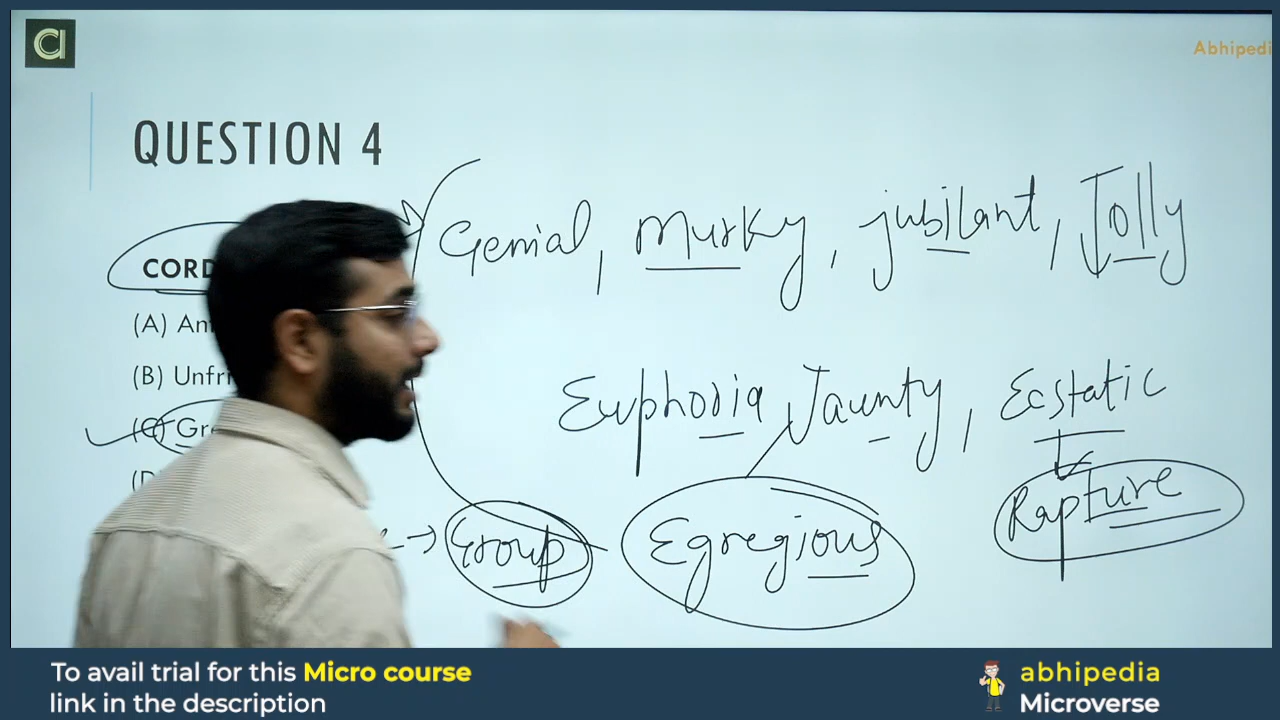 Abhipedi
QUESTION 4
Genial, Murky, jubilant, Jolly
CORD
(A) An
(B) Unfri
Euphoria Jaunty, Ecstatic
(C) Gre
Rapture
(D
Group Egregious
To avail trial for this Micro course
link in the description
abhipedia
Microverse